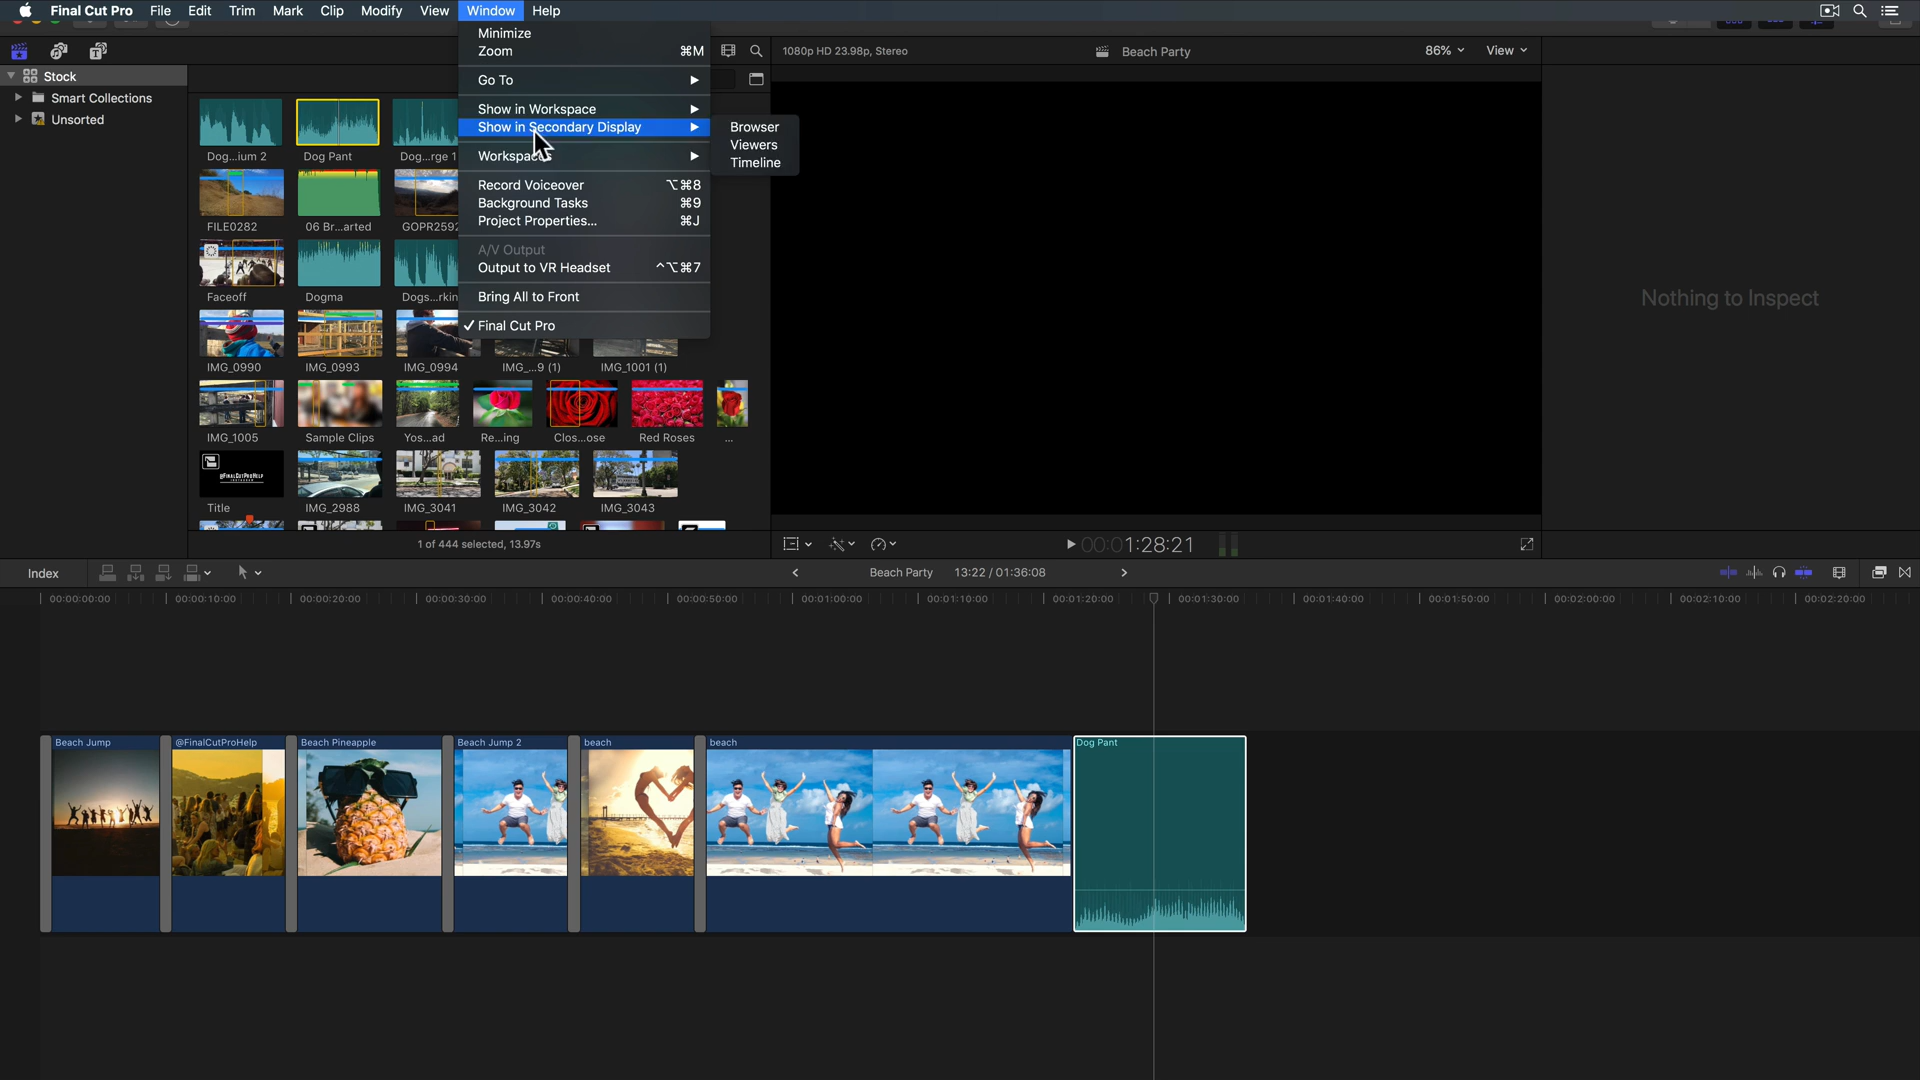 Final Cut Pro File Edit Trim Mark Clip Modify View Window Help
Minimize
Zoom ⌘M
Go To
Show in Workspace
Show in Secondary Display
Browser
Viewers
Timeline
Workspaces
Record Voiceover ⌥⌘8
Background Tasks ⌘9
Project Properties... ⌘J
A/V Output
Output to VR Headset ^⌥⌘7
Bring All to Front
✓ Final Cut Pro
Stock
Smart Collections
Unsorted
1080p HD 23.98p, Stereo
Beach Party
86%
View
Dog...ium 2 Dog Pant Dog...rge 1
FILE0282 06 Br...arted GOPR2592
Faceoff Dogma Dogs...rkin
IMG_0990 IMG_0993 IMG_0994 IMG_...9 (1) IMG_1001 (1)
IMG_1005 Sample Clips Yos...ad Re...ing Clos...ose Red Roses ...
@FINALCUTPROHELP
Title IMG_2988 IMG_3041 IMG_3042 IMG_3043
1 of 444 selected, 13.97s
Nothing to Inspect
00:01:28:21
Index
Beach Party 13:22 / 01:36:08
00:00:00:00 00:00:10:00 00:00:20:00 00:00:30:00 00:00:40:00 00:00:50:00 00:01:00:00 00:01:10:00 00:01:20:00 00:01:30:00 00:01:40:00 00:01:50:00 00:02:00:00 00:02:10:00 00:02:20:00
Beach Jump @FinalCutProHelp Beach Pineapple Beach Jump 2 beach beach Dog Pant